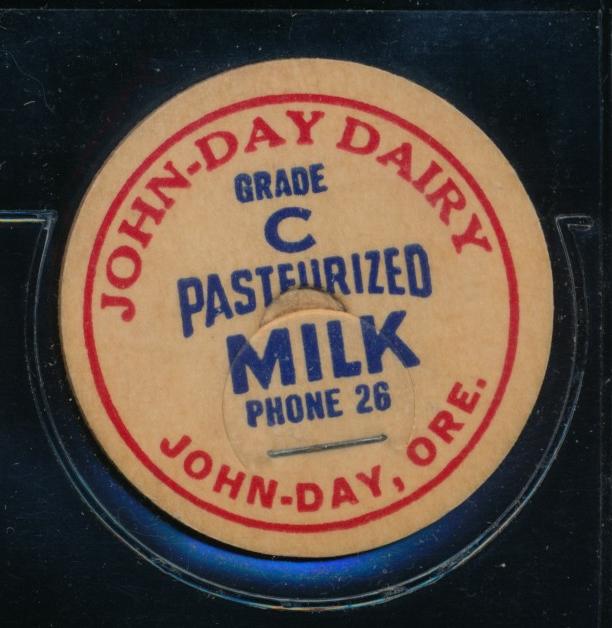 JOHN-DAY DAIRY
GRADE
C
PASTEURIZED
MILK
PHONE 26
JOHN-DAY, ORE.